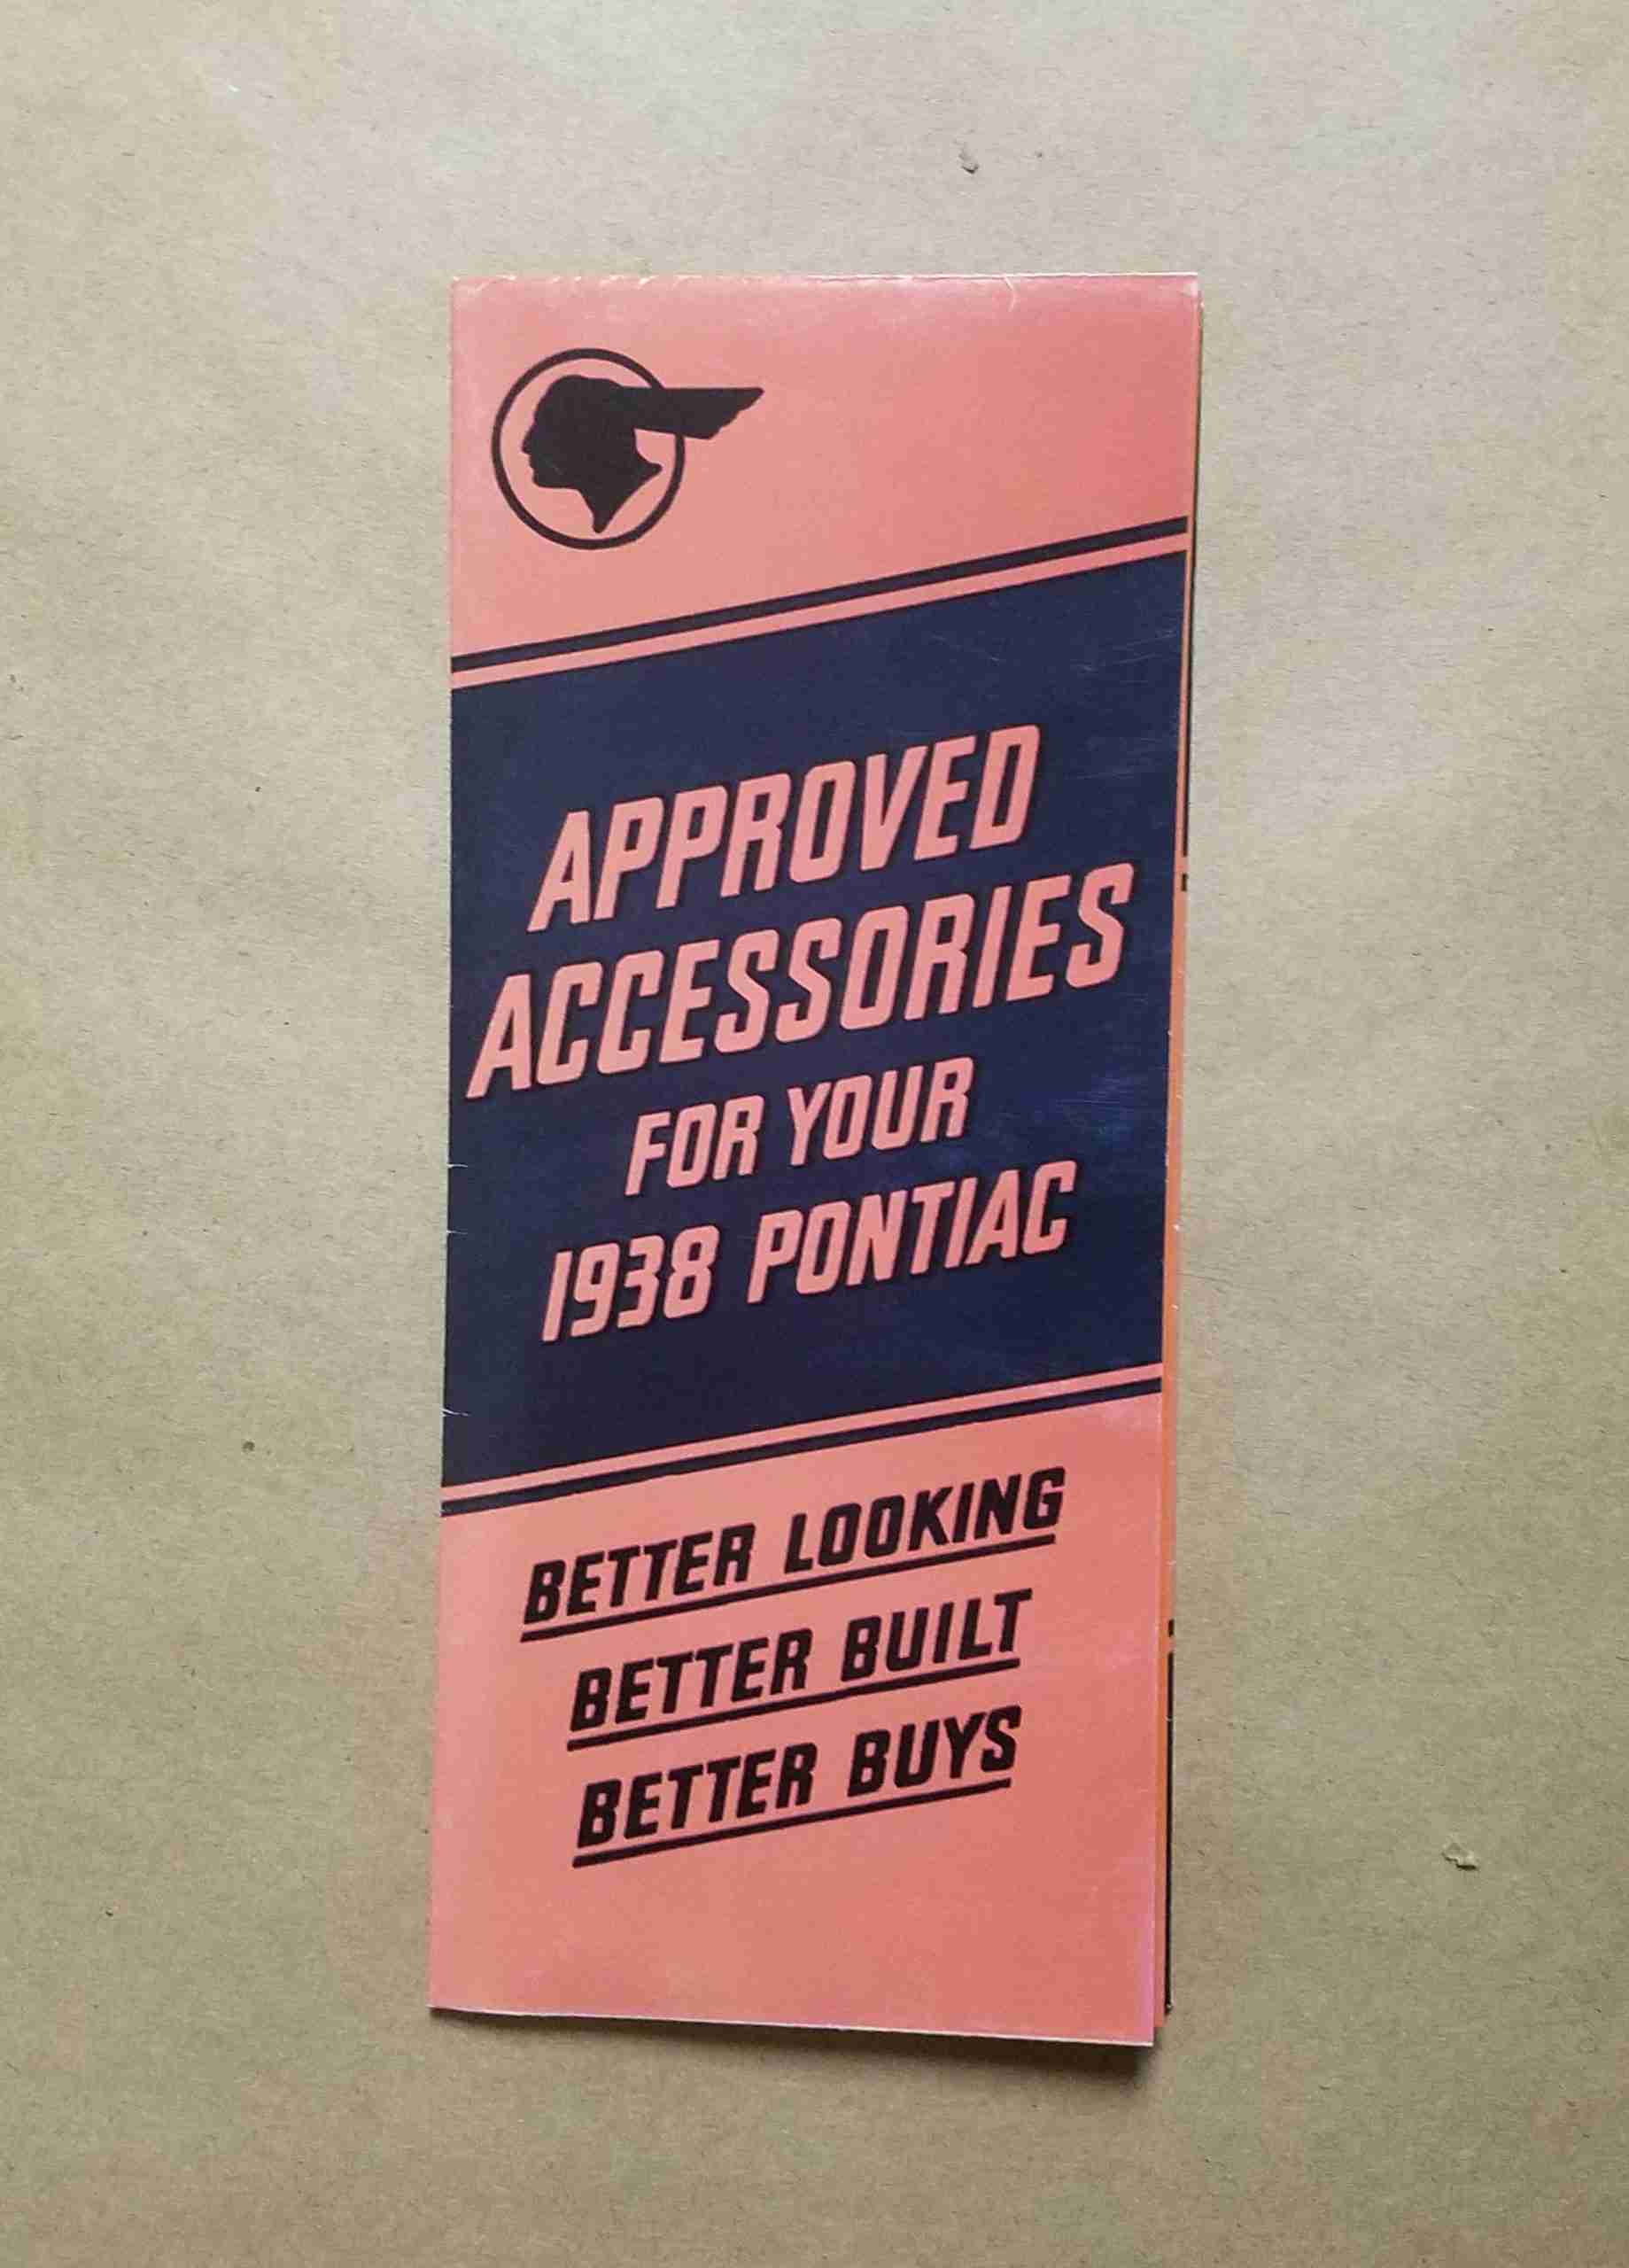 APPROVED
ACCESSORIES
FOR YOUR
1938 PONTIAC
BETTER LOOKING
BETTER BUILT
BETTER BUYS